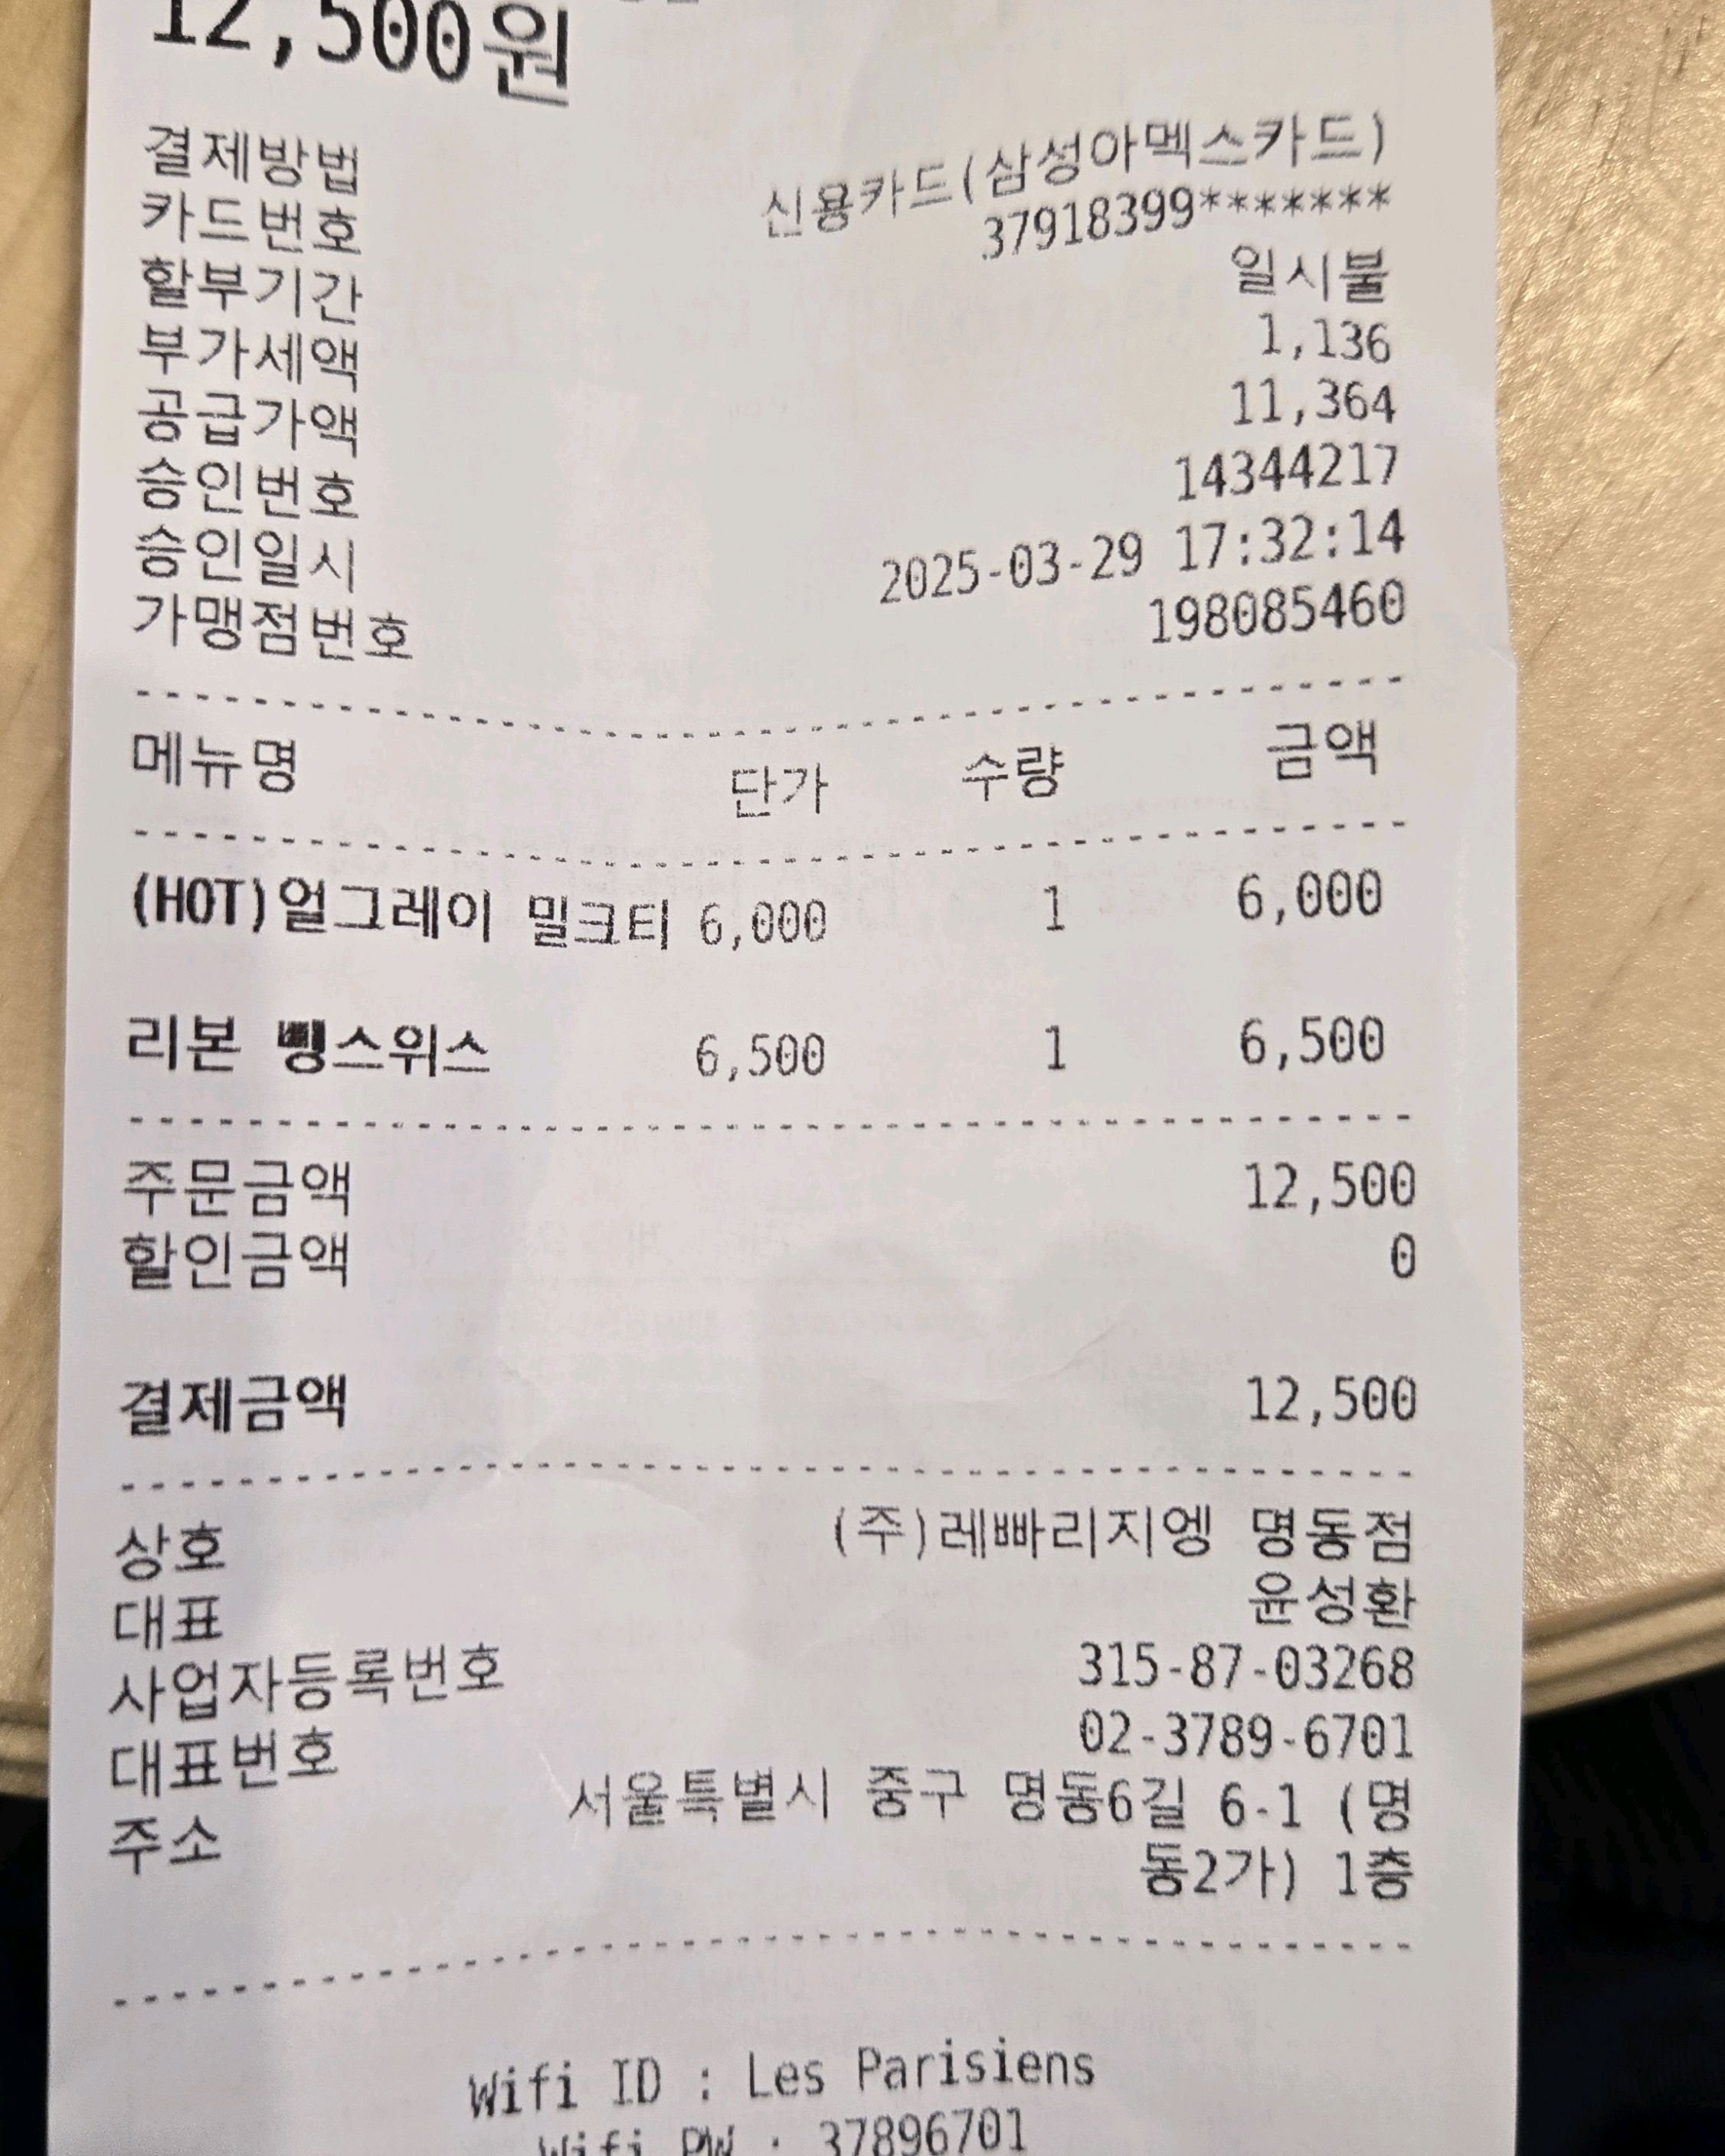 12,500원
결제방법 신용카드(삼성아멕스카드)
카드번호 37918399*******
할부기간 일시불
부가세액 1,136
공급가액 11,364
승인번호 14344217
승인일시 2025-03-29 17:32:14
가맹점번호 198085460
메뉴명 단가 수량 금액
(HOT)얼그레이 밀크티 6,000 1 6,000
리본 뺑스위스 6,500 1 6,500
주문금액 12,500
할인금액 0
결제금액 12,500
상호 (주)레빠리지엥 명동점
대표 윤성환
사업자등록번호 315-87-03268
대표번호 02-3789-6701
주소 서울특별시 중구 명동6길 6-1 (명
동2가) 1층
Wifi ID : Les Parisiens
Wifi PW : 37896701